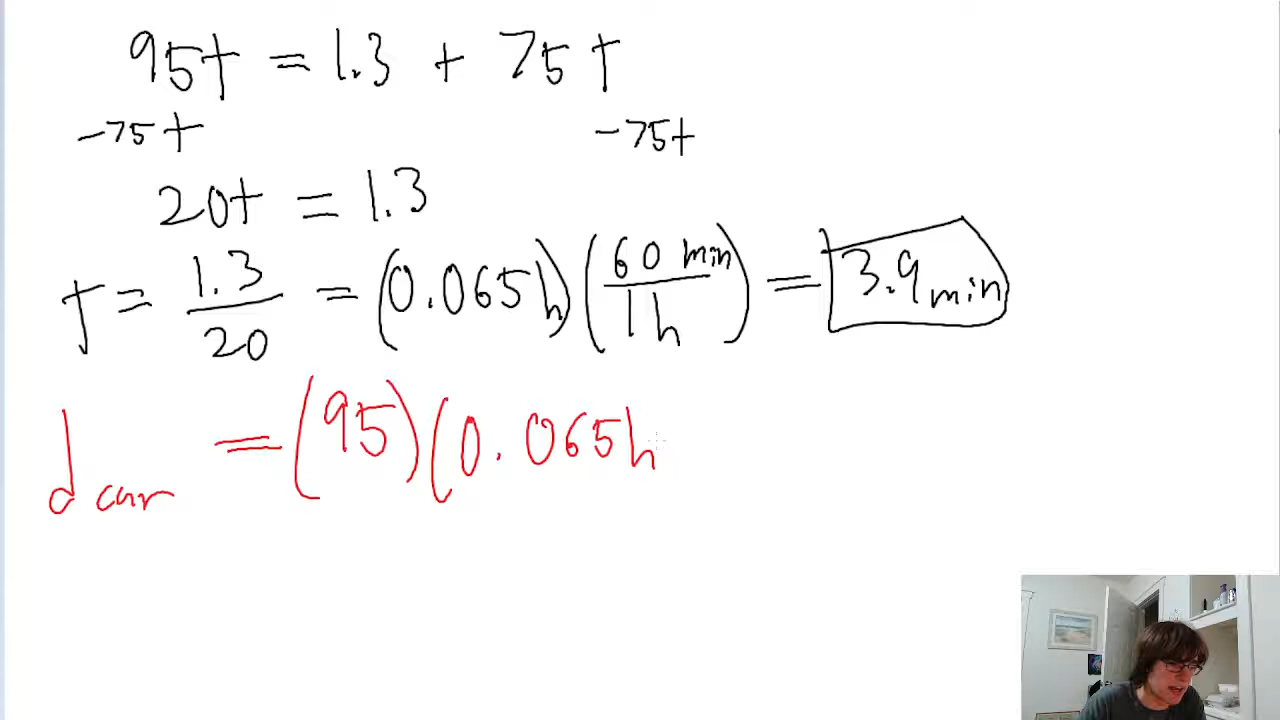 95t = 1.3 + 75t
-75t -75t
20t = 1.3
t = 1.3/20 = (0.065h)(60 min/1h) = 3.9 min
d car = (95)(0.065h